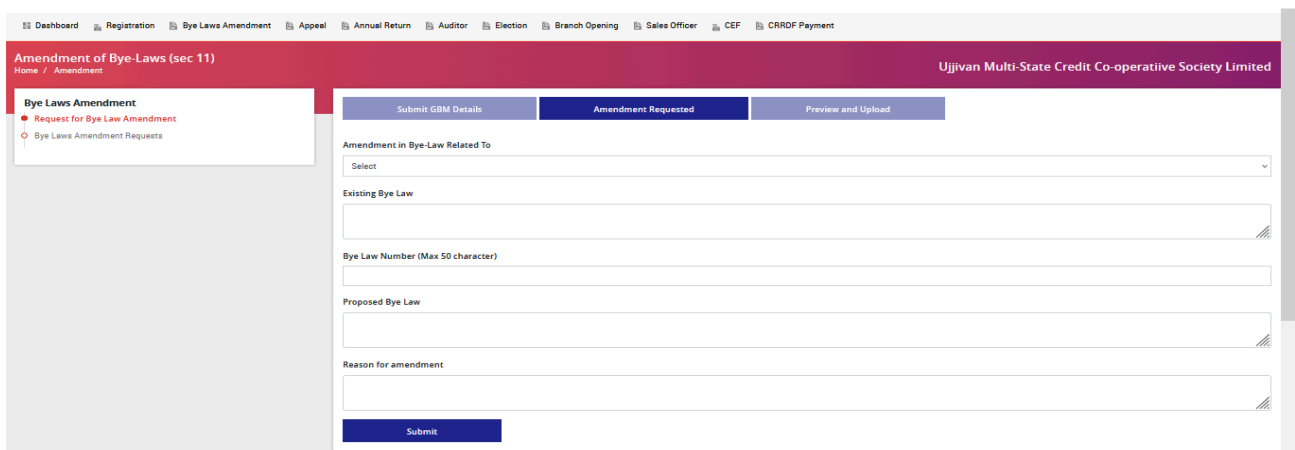 Dashboard Registration Bye Laws Amendment Appeal Annual Return Auditor Election Branch Opening Sales Officer CEF CRRDF Payment
Amendment of Bye-Laws (sec 11)
Home / Amendment
Ujjivan Multi-State Credit Co-operatiive Society Limited
Bye Laws Amendment
Request for Bye Law Amendment
Bye Laws Amendment Requests
Submit GBM Details Amendment Requested Preview and Upload
Amendment in Bye-Law Related To
Select
Existing Bye Law
Bye Law Number (Max 50 character)
Proposed Bye Law
Reason for amendment
Submit